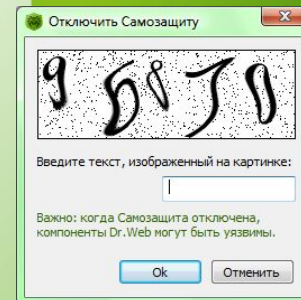 Отключить Самозащиту
Введите текст, изображенный на картинке:
Важно: когда Самозащита отключена,
компоненты Dr.Web могут быть уязвимы.
Ok
Отменить